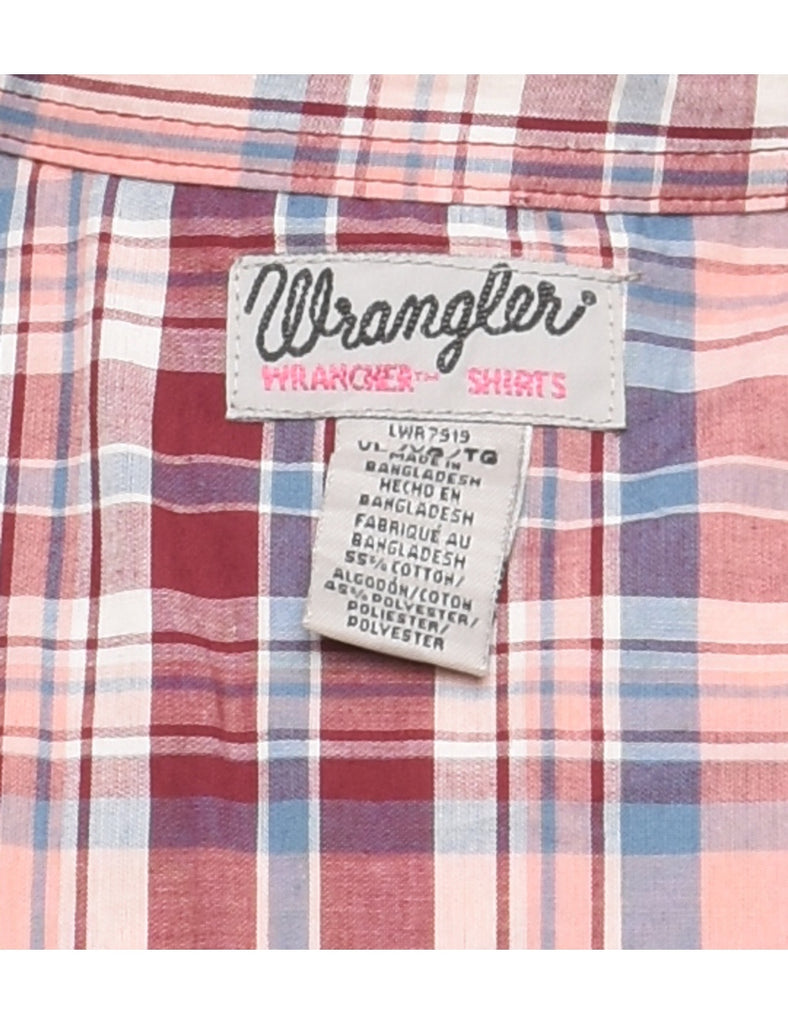 Wrangler®
WRANCHER™ SHIRTS
LWR7919
MADE IN
BANGLADESH
HECHO EN
BANGLADESH
FABRIQUÉ AU
BANGLADESH
55% COTTON/
ALGODÓN/COTON
45% POLYESTER/
POLIESTER/
POLYESTER